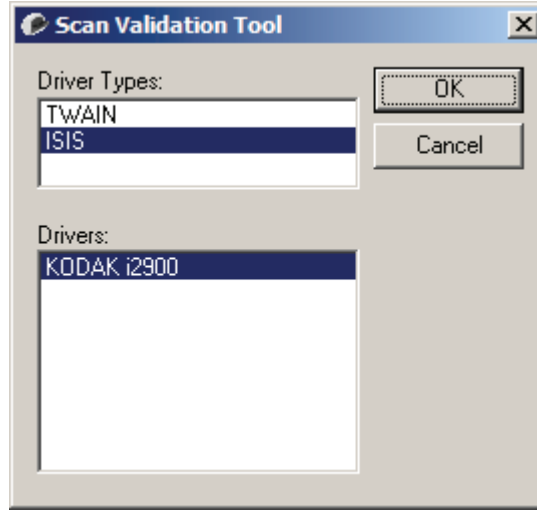 Scan Validation Tool
Driver Types:
OK
TWAIN
ISIS
Cancel
Drivers:
KODAK i2900